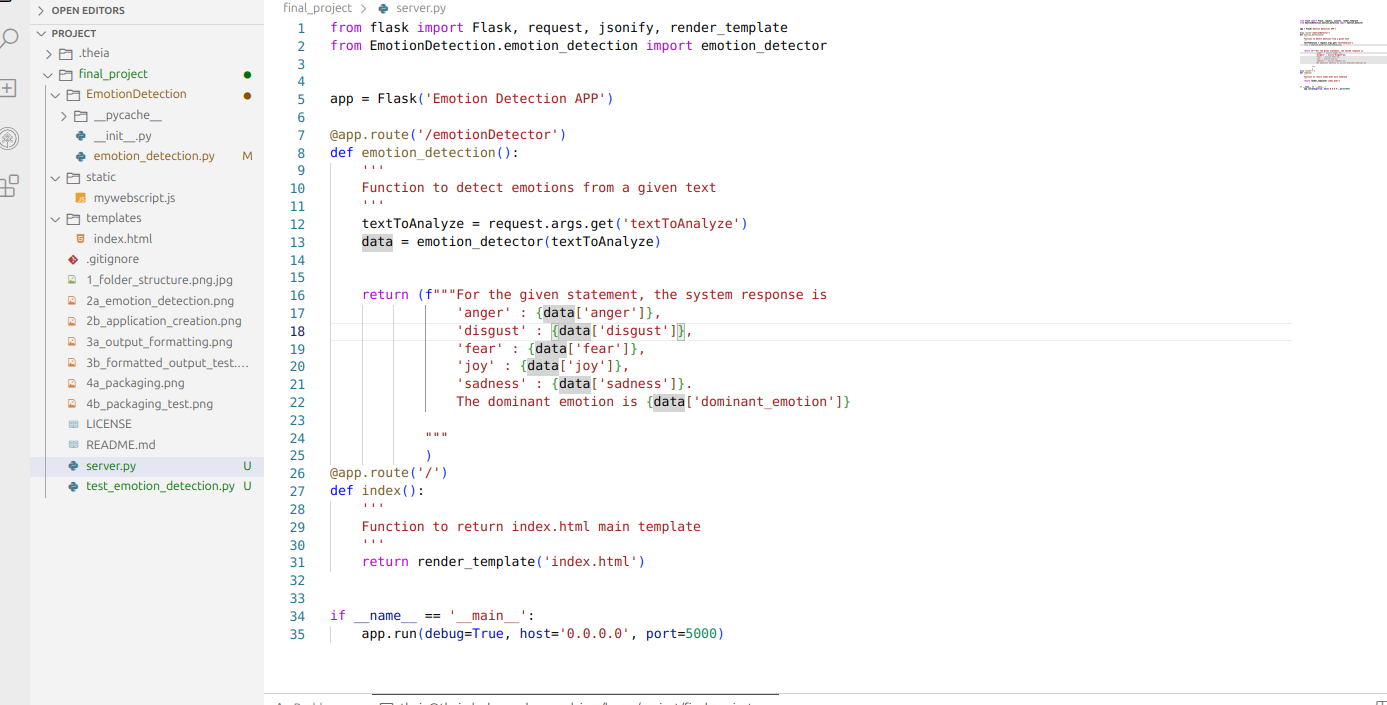 OPEN EDITORS
PROJECT
.theia
final_project
EmotionDetection
__pycache__
__init__.py
emotion_detection.py M
static
mywebscript.js
templates
index.html
.gitignore
1_folder_structure.png.jpg
2a_emotion_detection.png
2b_application_creation.png
3a_output_formatting.png
3b_formatted_output_test....
4a_packaging.png
4b_packaging_test.png
LICENSE
README.md
server.py U
test_emotion_detection.py U
final_project > server.py
1 from flask import Flask, request, jsonify, render_template
2 from EmotionDetection.emotion_detection import emotion_detector
3
4
5 app = Flask('Emotion Detection APP')
6
7 @app.route('/emotionDetector')
8 def emotion_detection():
9     '''
10     Function to detect emotions from a given text
11     '''
12     textToAnalyze = request.args.get('textToAnalyze')
13     data = emotion_detector(textToAnalyze)
14
15
16     return (f"""For the given statement, the system response is
17                 'anger' : {data['anger']},
18                 'disgust' : {data['disgust']},
19                 'fear' : {data['fear']},
20                 'joy' : {data['joy']},
21                 'sadness' : {data['sadness']}.
22                 The dominant emotion is {data['dominant_emotion']}
23
24             """
25             )
26 @app.route('/')
27 def index():
28     '''
29     Function to return index.html main template
30     '''
31     return render_template('index.html')
32
33
34 if __name__ == '__main__':
35     app.run(debug=True, host='0.0.0.0', port=5000)